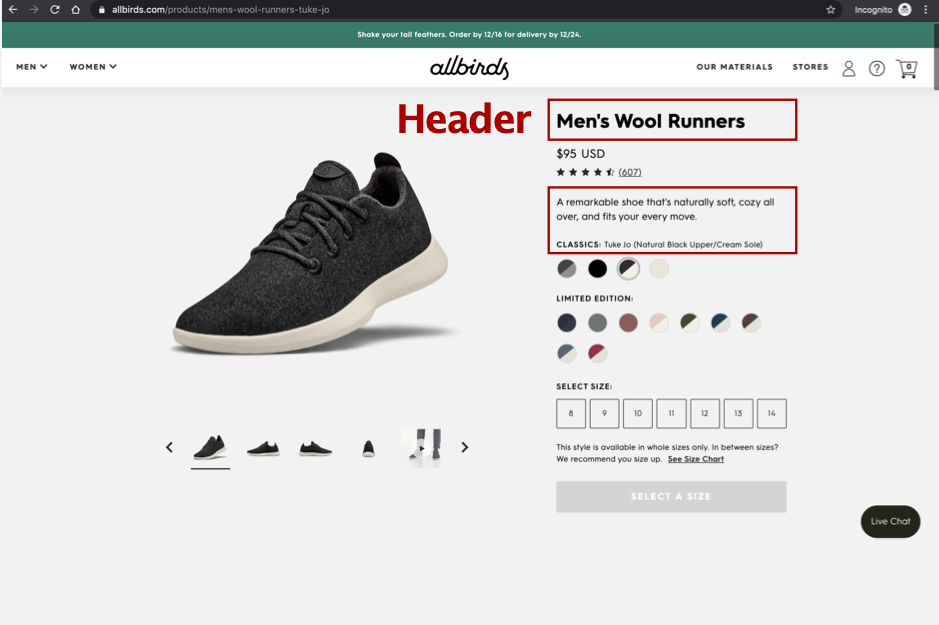 allbirds.com/products/mens-wool-runners-tuke-jo
Incognito
Shake your tail feathers. Order by 12/16 for delivery by 12/24.
MEN WOMEN allbirds OUR MATERIALS STORES ? 0
Header
Men's Wool Runners
$95 USD
(607)
A remarkable shoe that's naturally soft, cozy all
over, and fits your every move.
CLASSICS: Tuke Jo (Natural Black Upper/Cream Sole)
LIMITED EDITION:
SELECT SIZE:
8 9 10 11 12 13 14
This style is available in whole sizes only. In between sizes?
We recommend you size up. See Size Chart
SELECT A SIZE
Live Chat